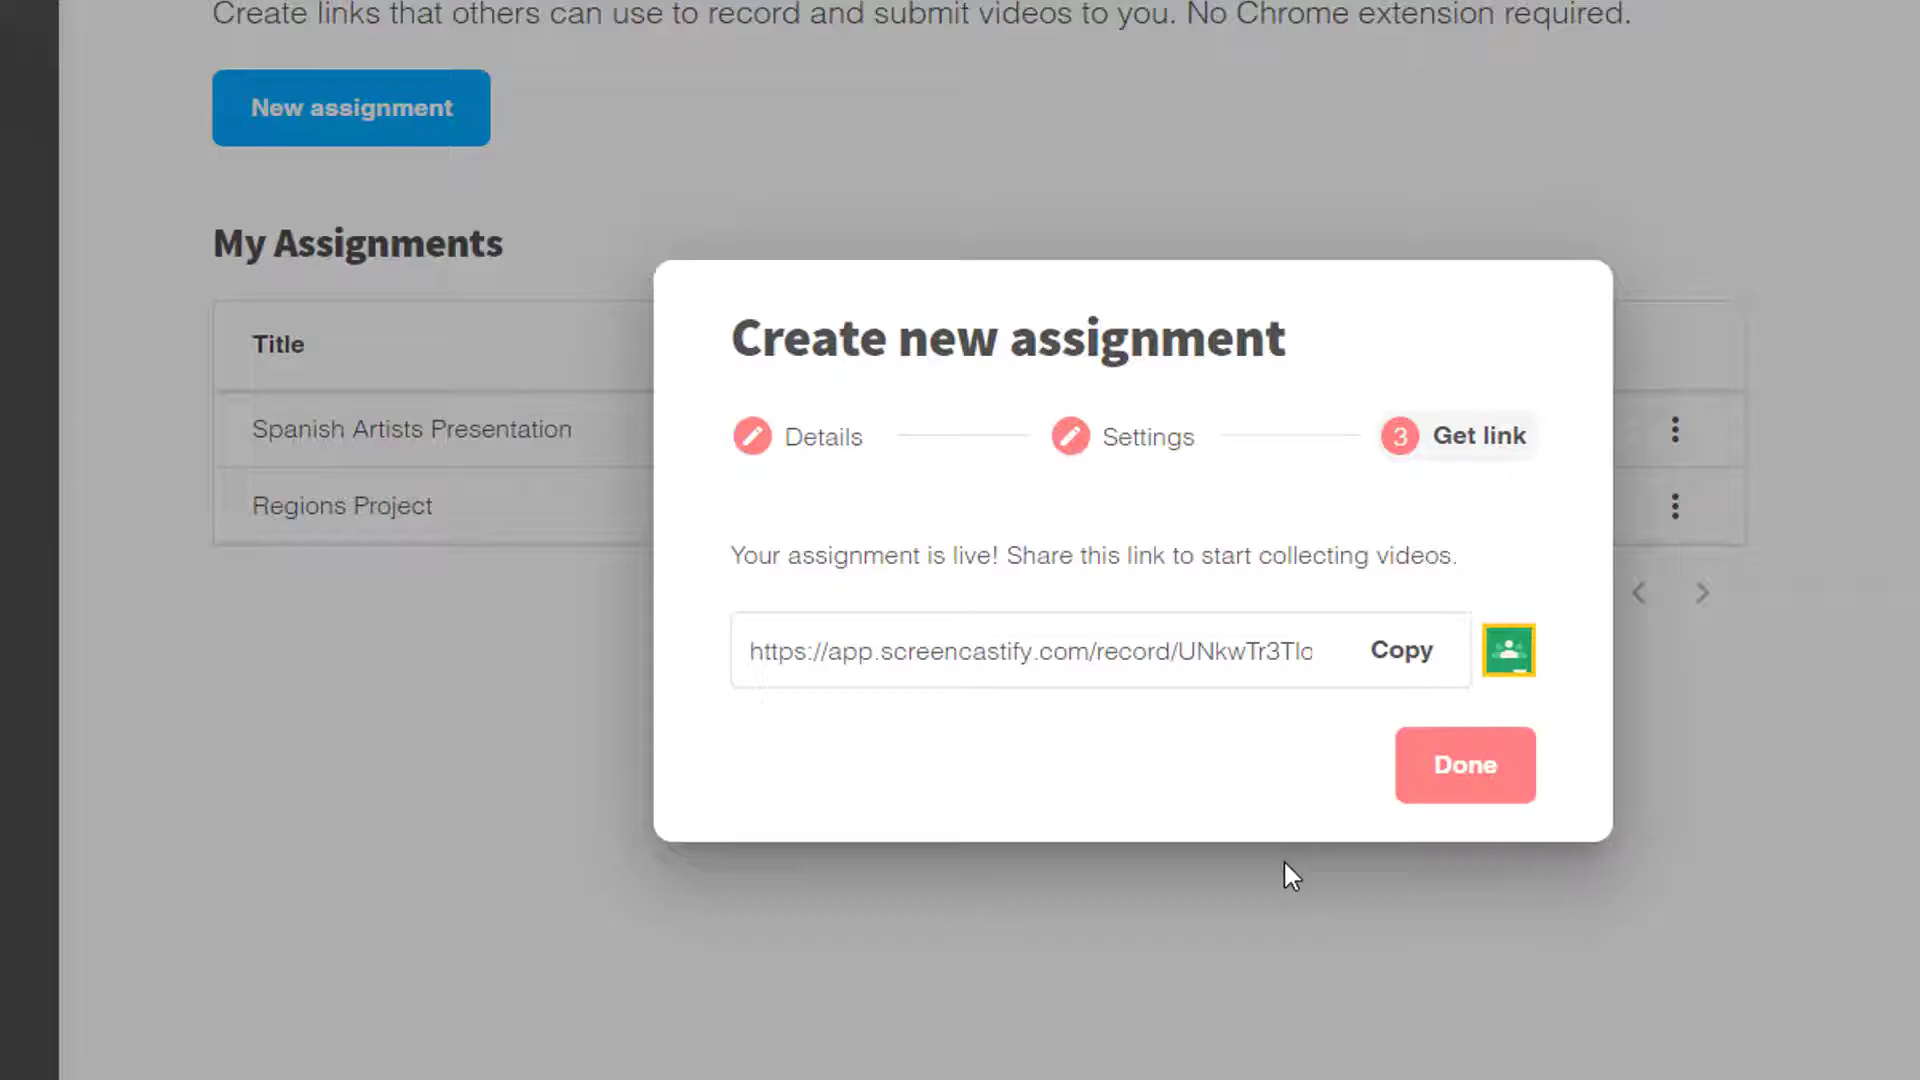 Create links that others can use to record and submit videos to you. No Chrome extension required.
New assignment
My Assignments
Title
Spanish Artists Presentation
Regions Project
Create new assignment
Details
Settings
3 Get link
Your assignment is live! Share this link to start collecting videos.
https://app.screencastify.com/record/UNkwTr3Tlo
Copy
Done